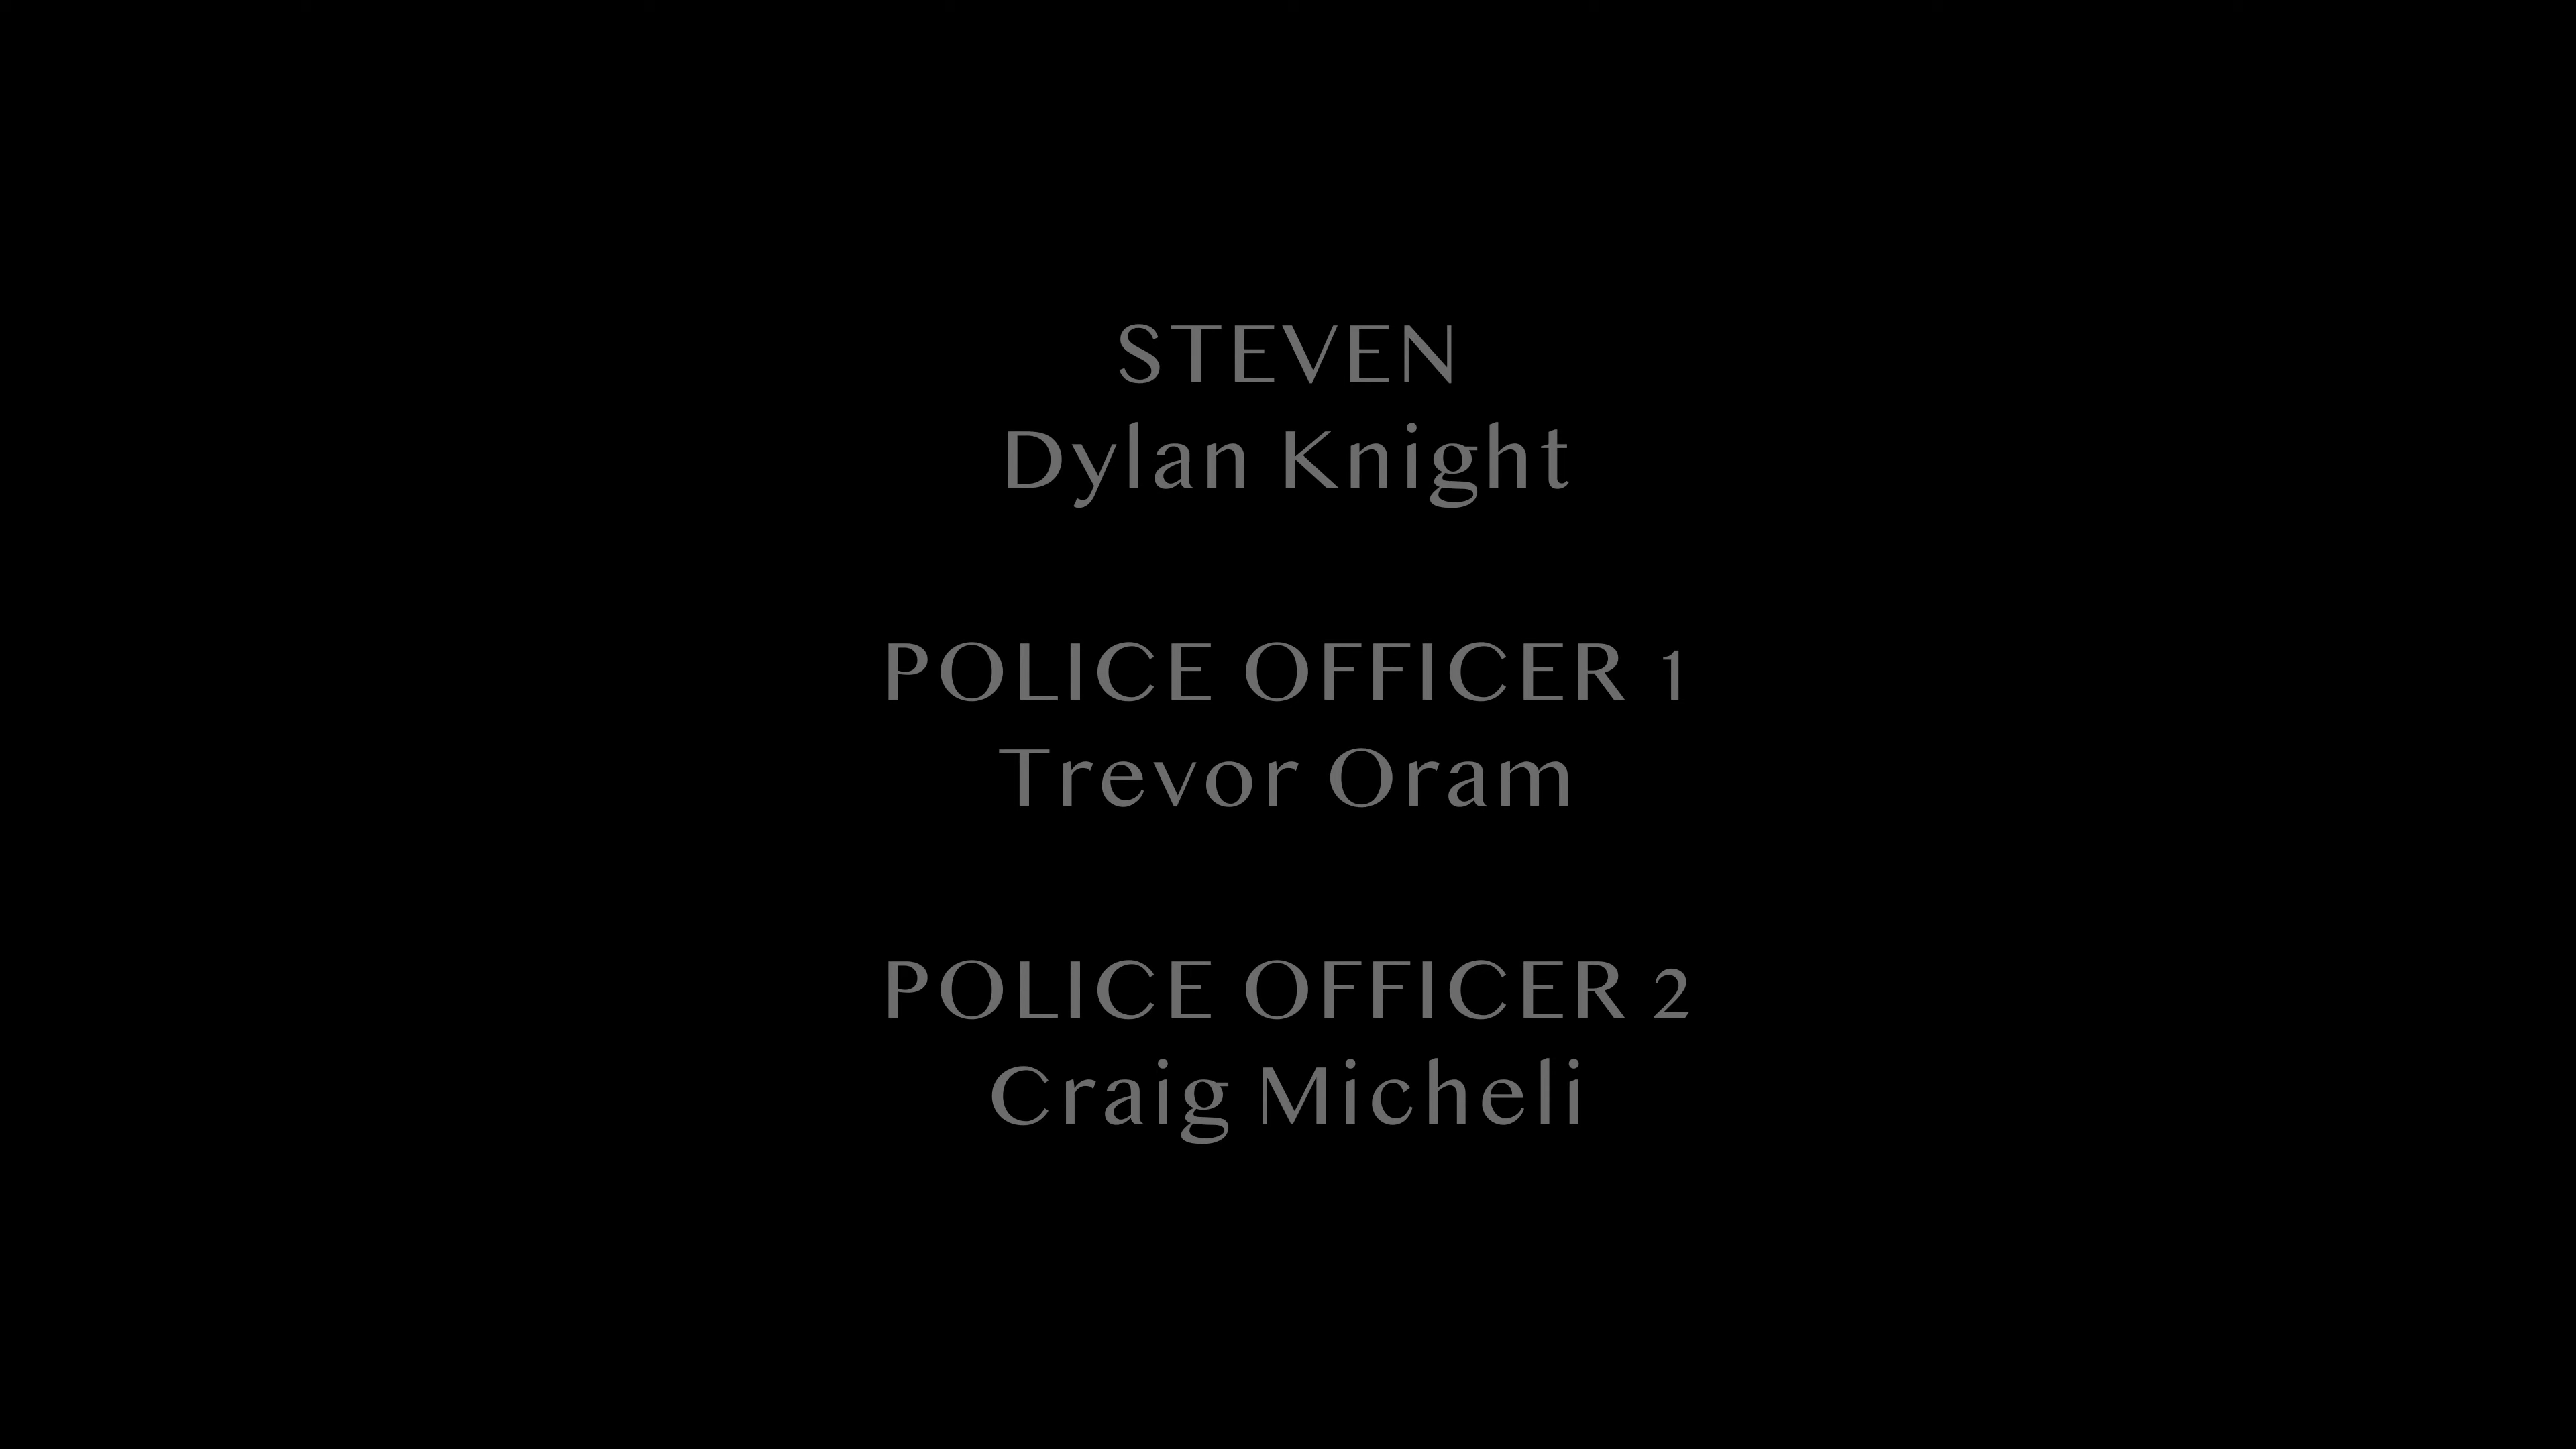 STEVEN
Dylan Knight
POLICE OFFICER 1
Trevor Oram
POLICE OFFICER 2
Craig Micheli